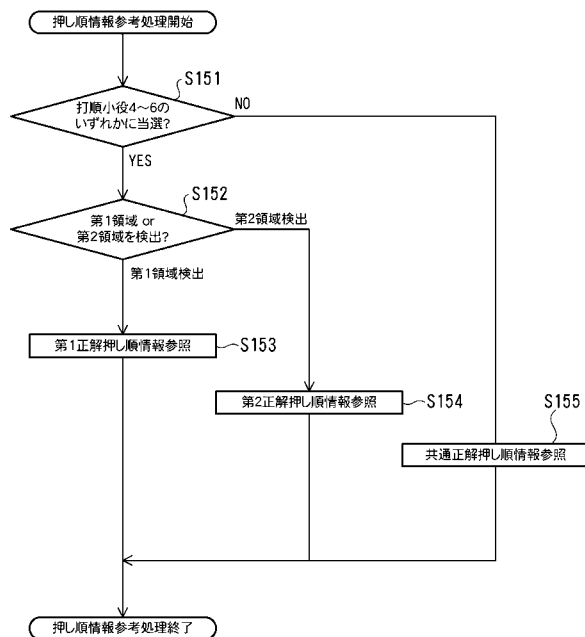 押し順情報参考処理開始
S151
打順小役4～6の
いずれかに当選?
NO
YES
S152
第1領域 or
第2領域を検出?
第2領域検出
第1領域検出
第1正解押し順情報参照
S153
第2正解押し順情報参照
S154
S155
共通正解押し順情報参照
押し順情報参考処理終了